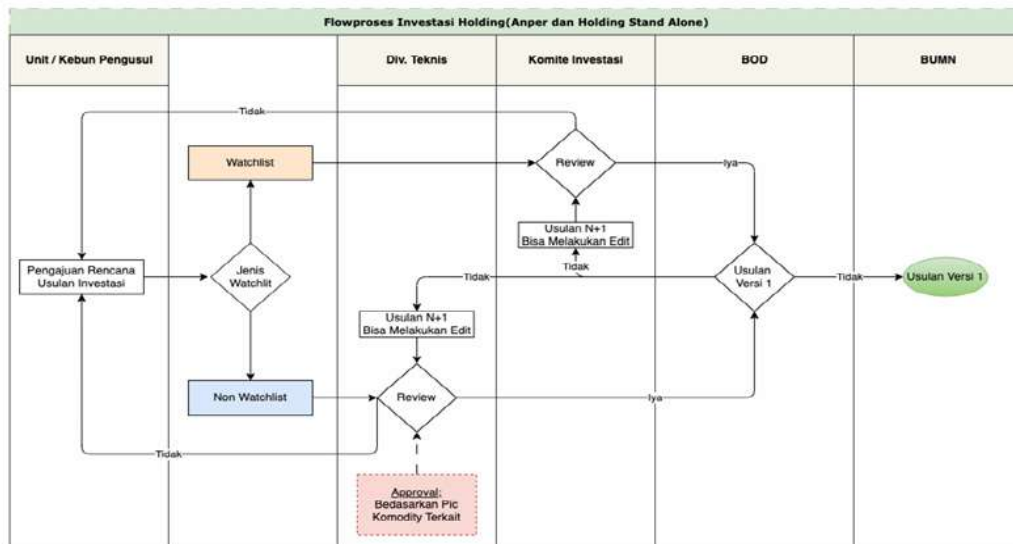 Flowproses Investasi Holding(Anper dan Holding Stand Alone)
Unit / Kebun Pengusul
Div. Teknis
Komite Investasi
BOD
BUMN
Tidak
Watchlist
Review
Iya
Usulan N+1
Bisa Melakukan Edit
Pengajuan Rencana
Usulan Investasi
Jenis
Watchlit
Tidak
Tidak
Usulan
Versi 1
Tidak
Usulan Versi 1
Usulan N+1
Bisa Melakukan Edit
Non Watchlist
Review
Iya
Tidak
Approval;
Bedasarkan Pic
Komodity Terkait